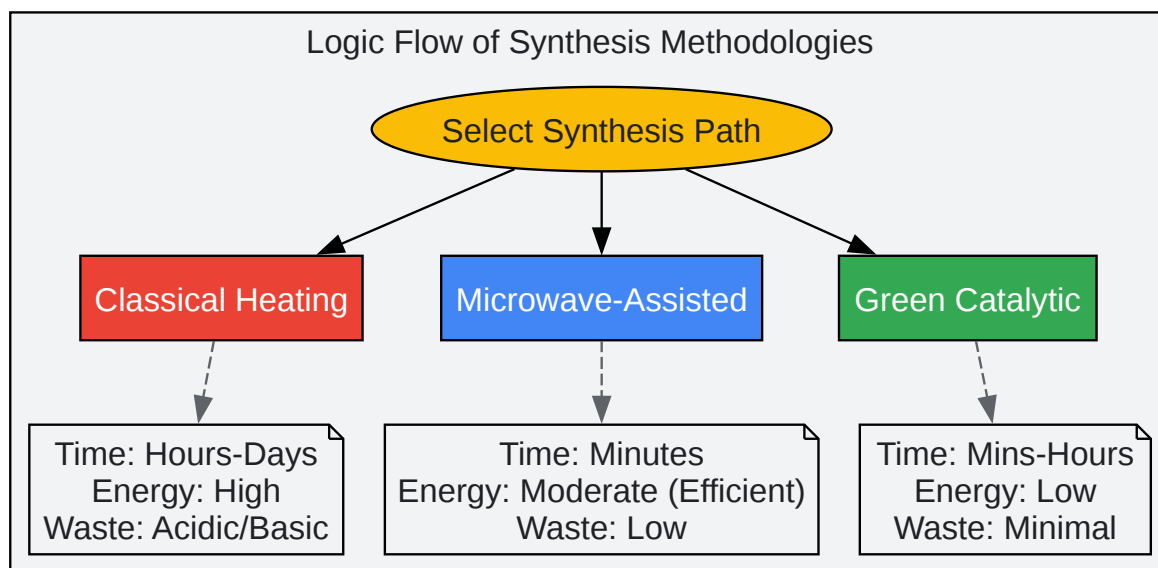 Logic Flow of Synthesis Methodologies
Select Synthesis Path
Classical Heating
Microwave-Assisted
Green Catalytic
Time: Hours-Days
Energy: High
Waste: Acidic/Basic
Time: Minutes
Energy: Moderate (Efficient)
Waste: Low
Time: Mins-Hours
Energy: Low
Waste: Minimal